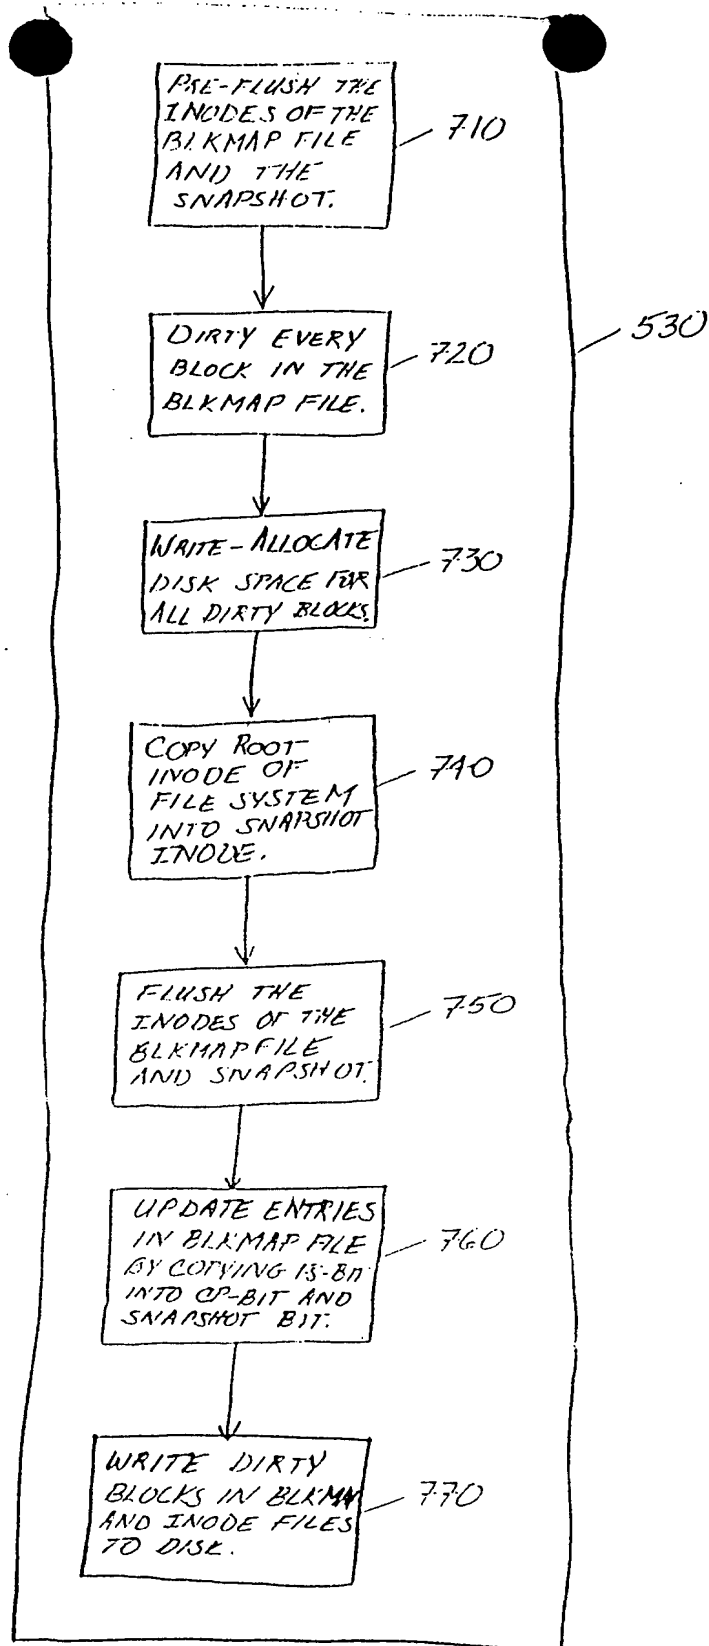 PRE-FLUSH THE
INODES OF THE
BLKMAP FILE
AND THE
SNAPSHOT.
710
DIRTY EVERY
BLOCK IN THE
BLKMAP FILE.
720
530
WRITE-ALLOCATE
DISK SPACE FOR
ALL DIRTY BLOCKS.
730
COPY ROOT
INODE OF
FILE SYSTEM
INTO SNAPSHOT
INODE.
740
FLUSH THE
INODES OF THE
BLKMAP FILE
AND SNAPSHOT.
750
UPDATE ENTRIES
IN BLKMAP FILE
BY COPYING
INTO CP-BIT AND
SNAPSHOT BIT.
760
WRITE DIRTY
BLOCKS IN
AND INODE FILES
TO DISK.
770